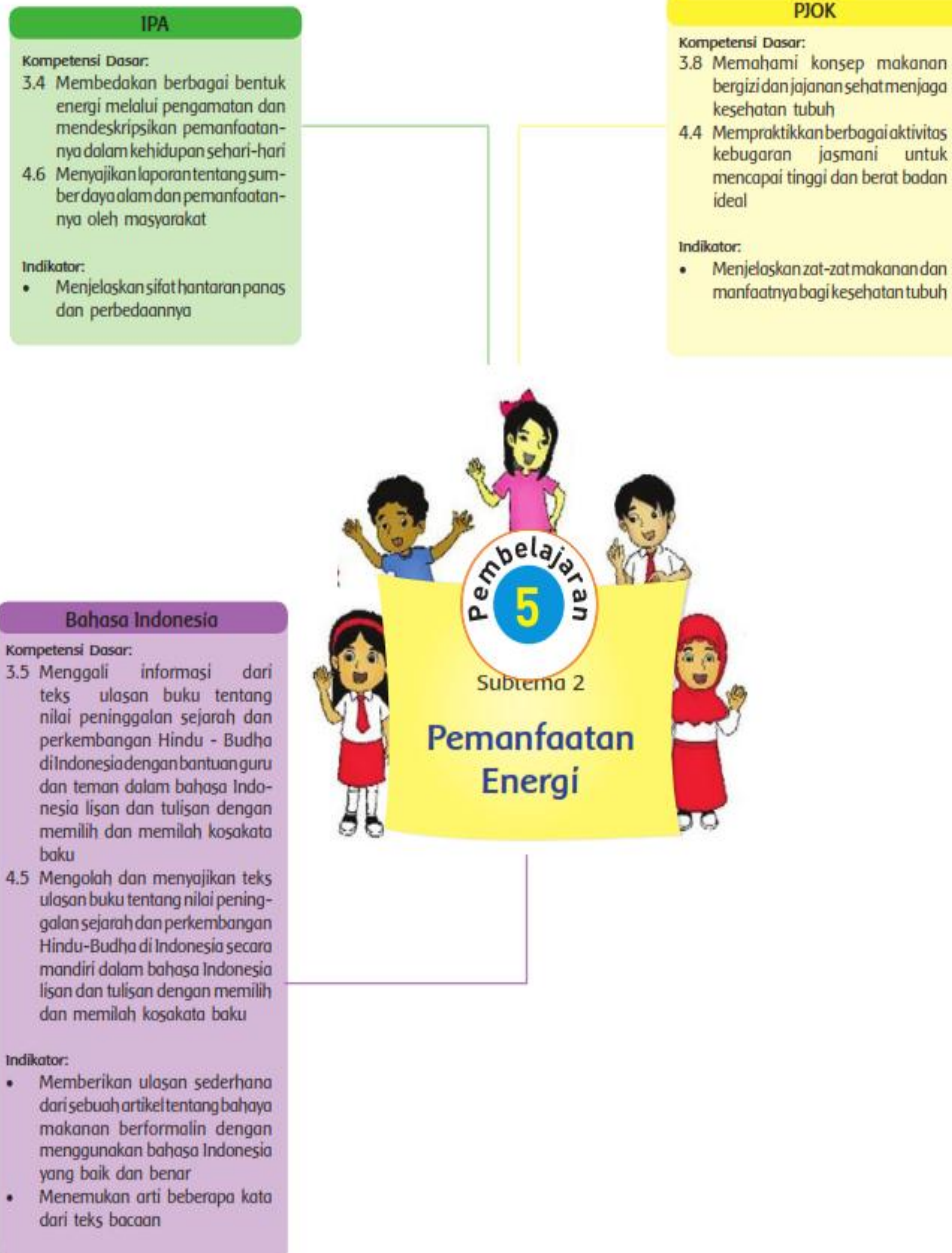 IPA
Kompetensi Dasar:
3.4 Membedakan berbagai bentuk
energi melalui pengamatan dan
mendeskripsikan pemanfaatan-
nya dalam kehidupan sehari-hari
4.6 Menyajikan laporan tentang sum-
ber daya alam dan pemanfaatan-
nya oleh masyarakat
Indikator:
• Menjelaskan sifat hantaran panas
dan perbedaannya
PJOK
Kompetensi Dasar:
3.8 Memahami konsep makanan
bergizi dan jajanan sehat menjaga
kesehatan tubuh
4.4 Mempraktikkan berbagai aktivitas
kebugaran jasmani untuk
mencapai tinggi dan berat badan
ideal
Indikator:
• Menjelaskan zat-zat makanan dan
manfaatnya bagi kesehatan tubuh
Pembelajaran
5
Subtema 2
Pemanfaatan
Energi
Bahasa Indonesia
Kompetensi Dasar:
3.5 Menggali informasi dari
teks ulasan buku tentang
nilai peninggalan sejarah dan
perkembangan Hindu - Budha
di Indonesia dengan bantuan guru
dan teman dalam bahasa Indo-
nesia lisan dan tulisan dengan
memilih dan memilah kosakata
baku
4.5 Mengolah dan menyajikan teks
ulasan buku tentang nilai pening-
galan sejarah dan perkembangan
Hindu-Budha di Indonesia secara
mandiri dalam bahasa Indonesia
lisan dan tulisan dengan memilih
dan memilah kosakata baku
Indikator:
• Memberikan ulasan sederhana
dari sebuah artikel tentang bahaya
makanan berformalin dengan
menggunakan bahasa Indonesia
yang baik dan benar
• Menemukan arti beberapa kata
dari teks bacaan